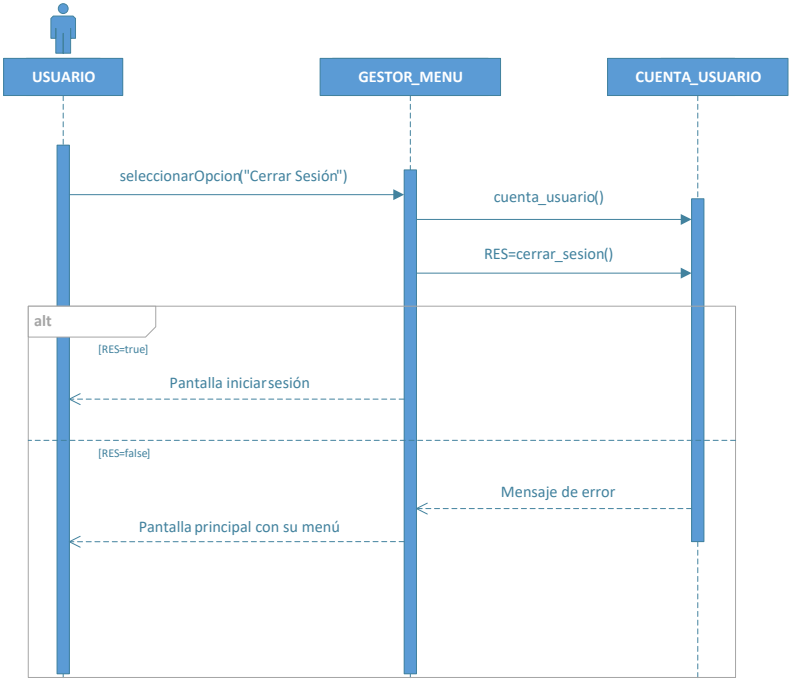 USUARIO
GESTOR_MENU
CUENTA_USUARIO
seleccionarOpcion("Cerrar Sesión")
cuenta_usuario()
RES=cerrar_sesion()
alt
[RES=true]
Pantalla iniciar sesión
[RES=false]
Mensaje de error
Pantalla principal con su menú